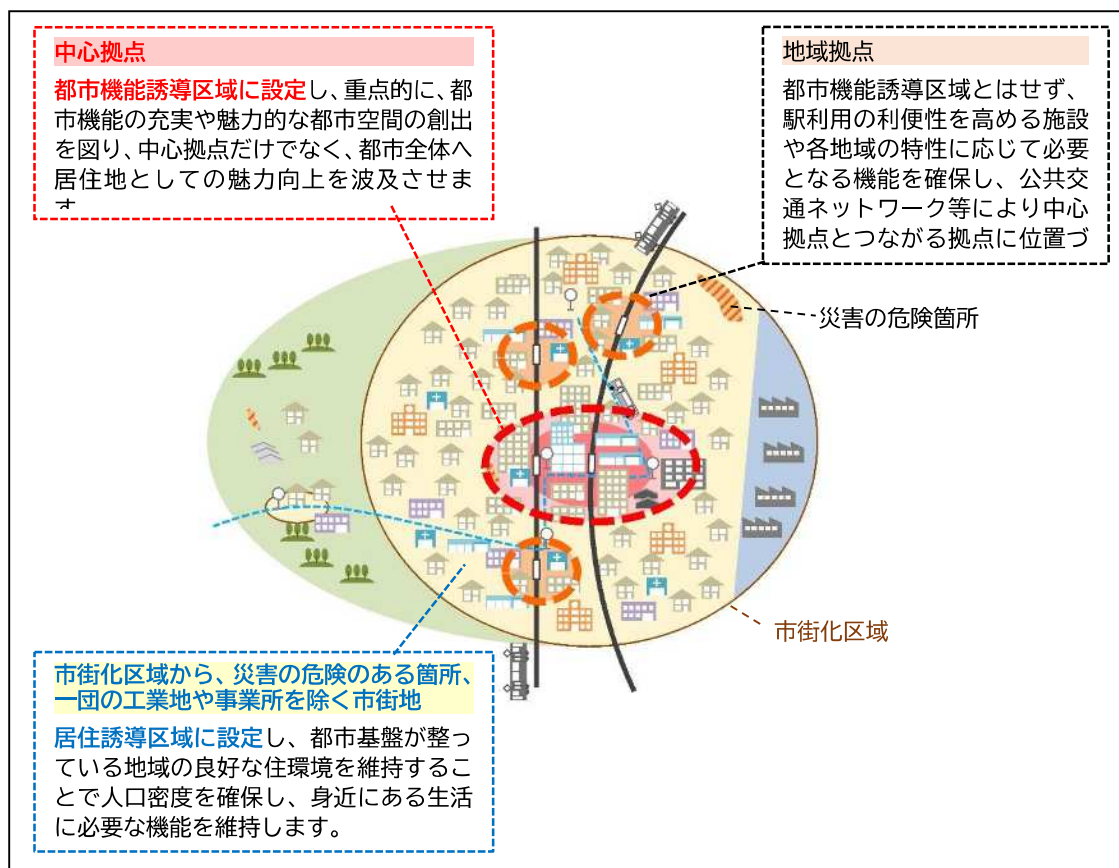 中心拠点
都市機能誘導区域に設定し、重点的に、都
市機能の充実や魅力的な都市空間の創出
を図り、中心拠点だけでなく、都市全体へ
居住地としての魅力向上を波及させま
地域拠点
都市機能誘導区域とはせず、
駅利用の利便性を高める施設
や各地域の特性に応じて必要
となる機能を確保し、公共交
通ネットワーク等により中心
拠点とつながる拠点に位置づ
災害の危険箇所
市街化区域
市街化区域から、災害の危険のある箇所、
一団の工業地や事業所を除く市街地
居住誘導区域に設定し、都市基盤が整っ
ている地域の良好な住環境を維持するこ
とで人口密度を確保し、身近にある生活
に必要な機能を維持します。